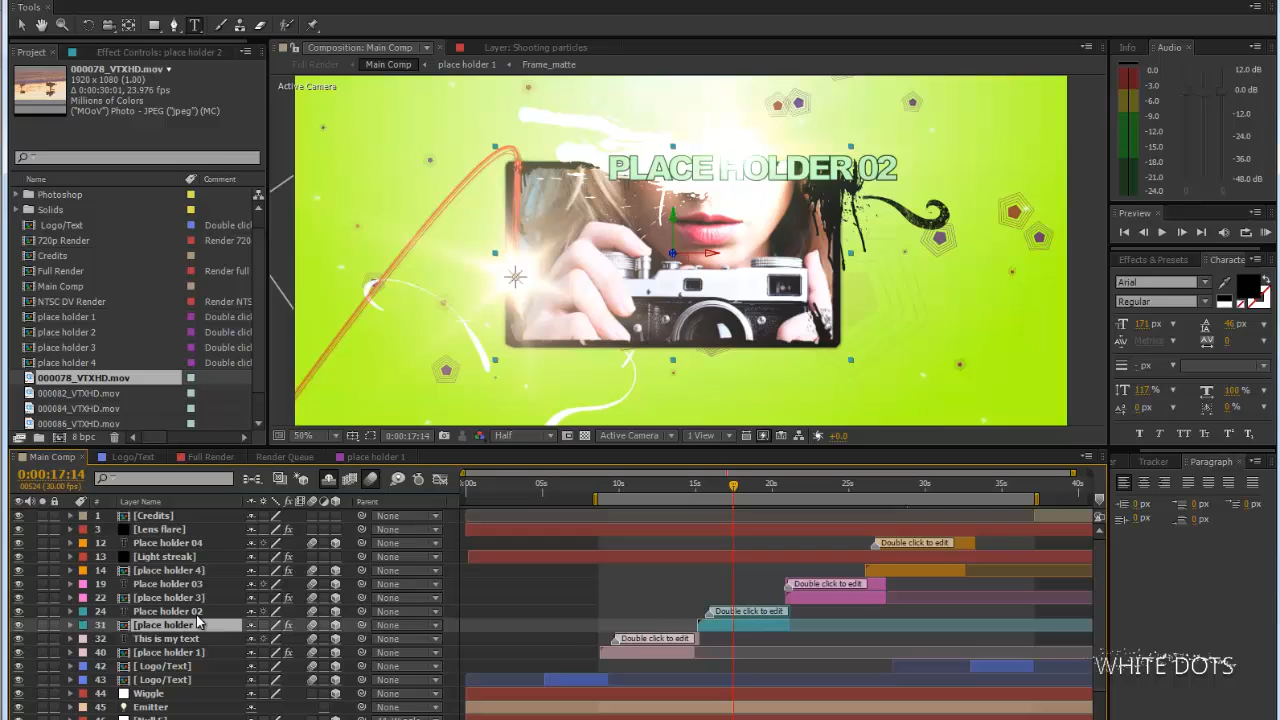 Tools
Project
Effect Controls: place holder 2
Composition: Main Comp
Layer: Shooting particles
Info
Audio
000078_VTXHD.mov
1920 x 1080 (1.00)
Δ 0:00:30:01, 23.976 fps
Millions of Colors
("MOoV") Photo - JPEG ("jpeg") (MC)
Full Render
Main Comp
place holder 1
Frame_matte
Active Camera
0.0
-3.0
-6.0
-9.0
-12.0
-15.0
-18.0
-21.0
-24.0
12.0 dB
0.0 dB
-12.0
-24.0
-36.0
-48.0 dB
PLACE HOLDER 02
Name
Comment
Photoshop
Solids
Logo/Text
Double clic
720p Render
Render 720
Credits
Double clic
Full Render
Render full
Main Comp
NTSC DV Render
Render NTS
place holder 1
Double clic
place holder 2
Double clic
place holder 3
Double clic
place holder 4
Double clic
000078_VTXHD.mov
000082_VTXHD.mov
000084_VTXHD.mov
000086_VTXHD.mov
8 bpc
Preview
Effects & Presets
Characte
Arial
Regular
171 px
46 px
Metrics
0
- px
117 %
100 %
0 px
0 %
T T TT Tr T' T,
50%
0:00:17:14
Half
Active Camera
1 View
+0.0
Main Comp
Logo/Text
Full Render
Render Queue
place holder 1
Tracker
Paragraph
0:00:17:14
00524 (30.00 fps)
:00s
05s
10s
15s
20s
25s
30s
35s
40s
# Layer Name
Parent
0 px
0 px
0 px
0 px
0 px
1 [Credits] None
3 [Lens flare] fx None
12 Place holder 04 None Double click to edit
13 [Light streak] fx None
14 [place holder 4] fx None
19 Place holder 03 None Double click to edit
22 [place holder 3] fx None
24 Place holder 02 None Double click to edit
31 [place holder fx None
32 This is my text None Double click to edit
40 [place holder 1] fx None
42 [ Logo/Text] None
43 [ Logo/Text] None
44 Wiggle None
45 Emitter None
WHITE DOTS